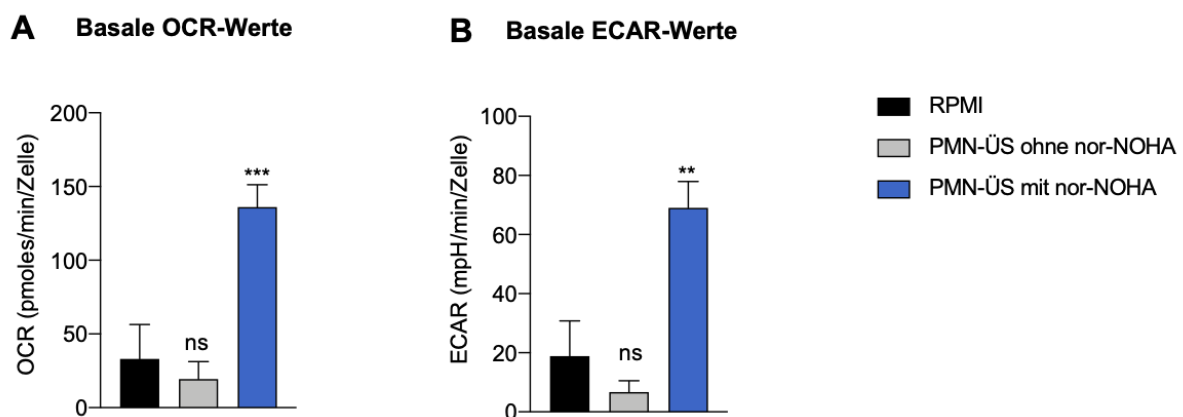 A Basale OCR-Werte
OCR (pmoles/min/Zelle)
200
150
100
50
0
ns
***
B Basale ECAR-Werte
ECAR (mpH/min/Zelle)
100
80
60
40
20
0
ns
**
RPMI
PMN-ÜS ohne nor-NOHA
PMN-ÜS mit nor-NOHA